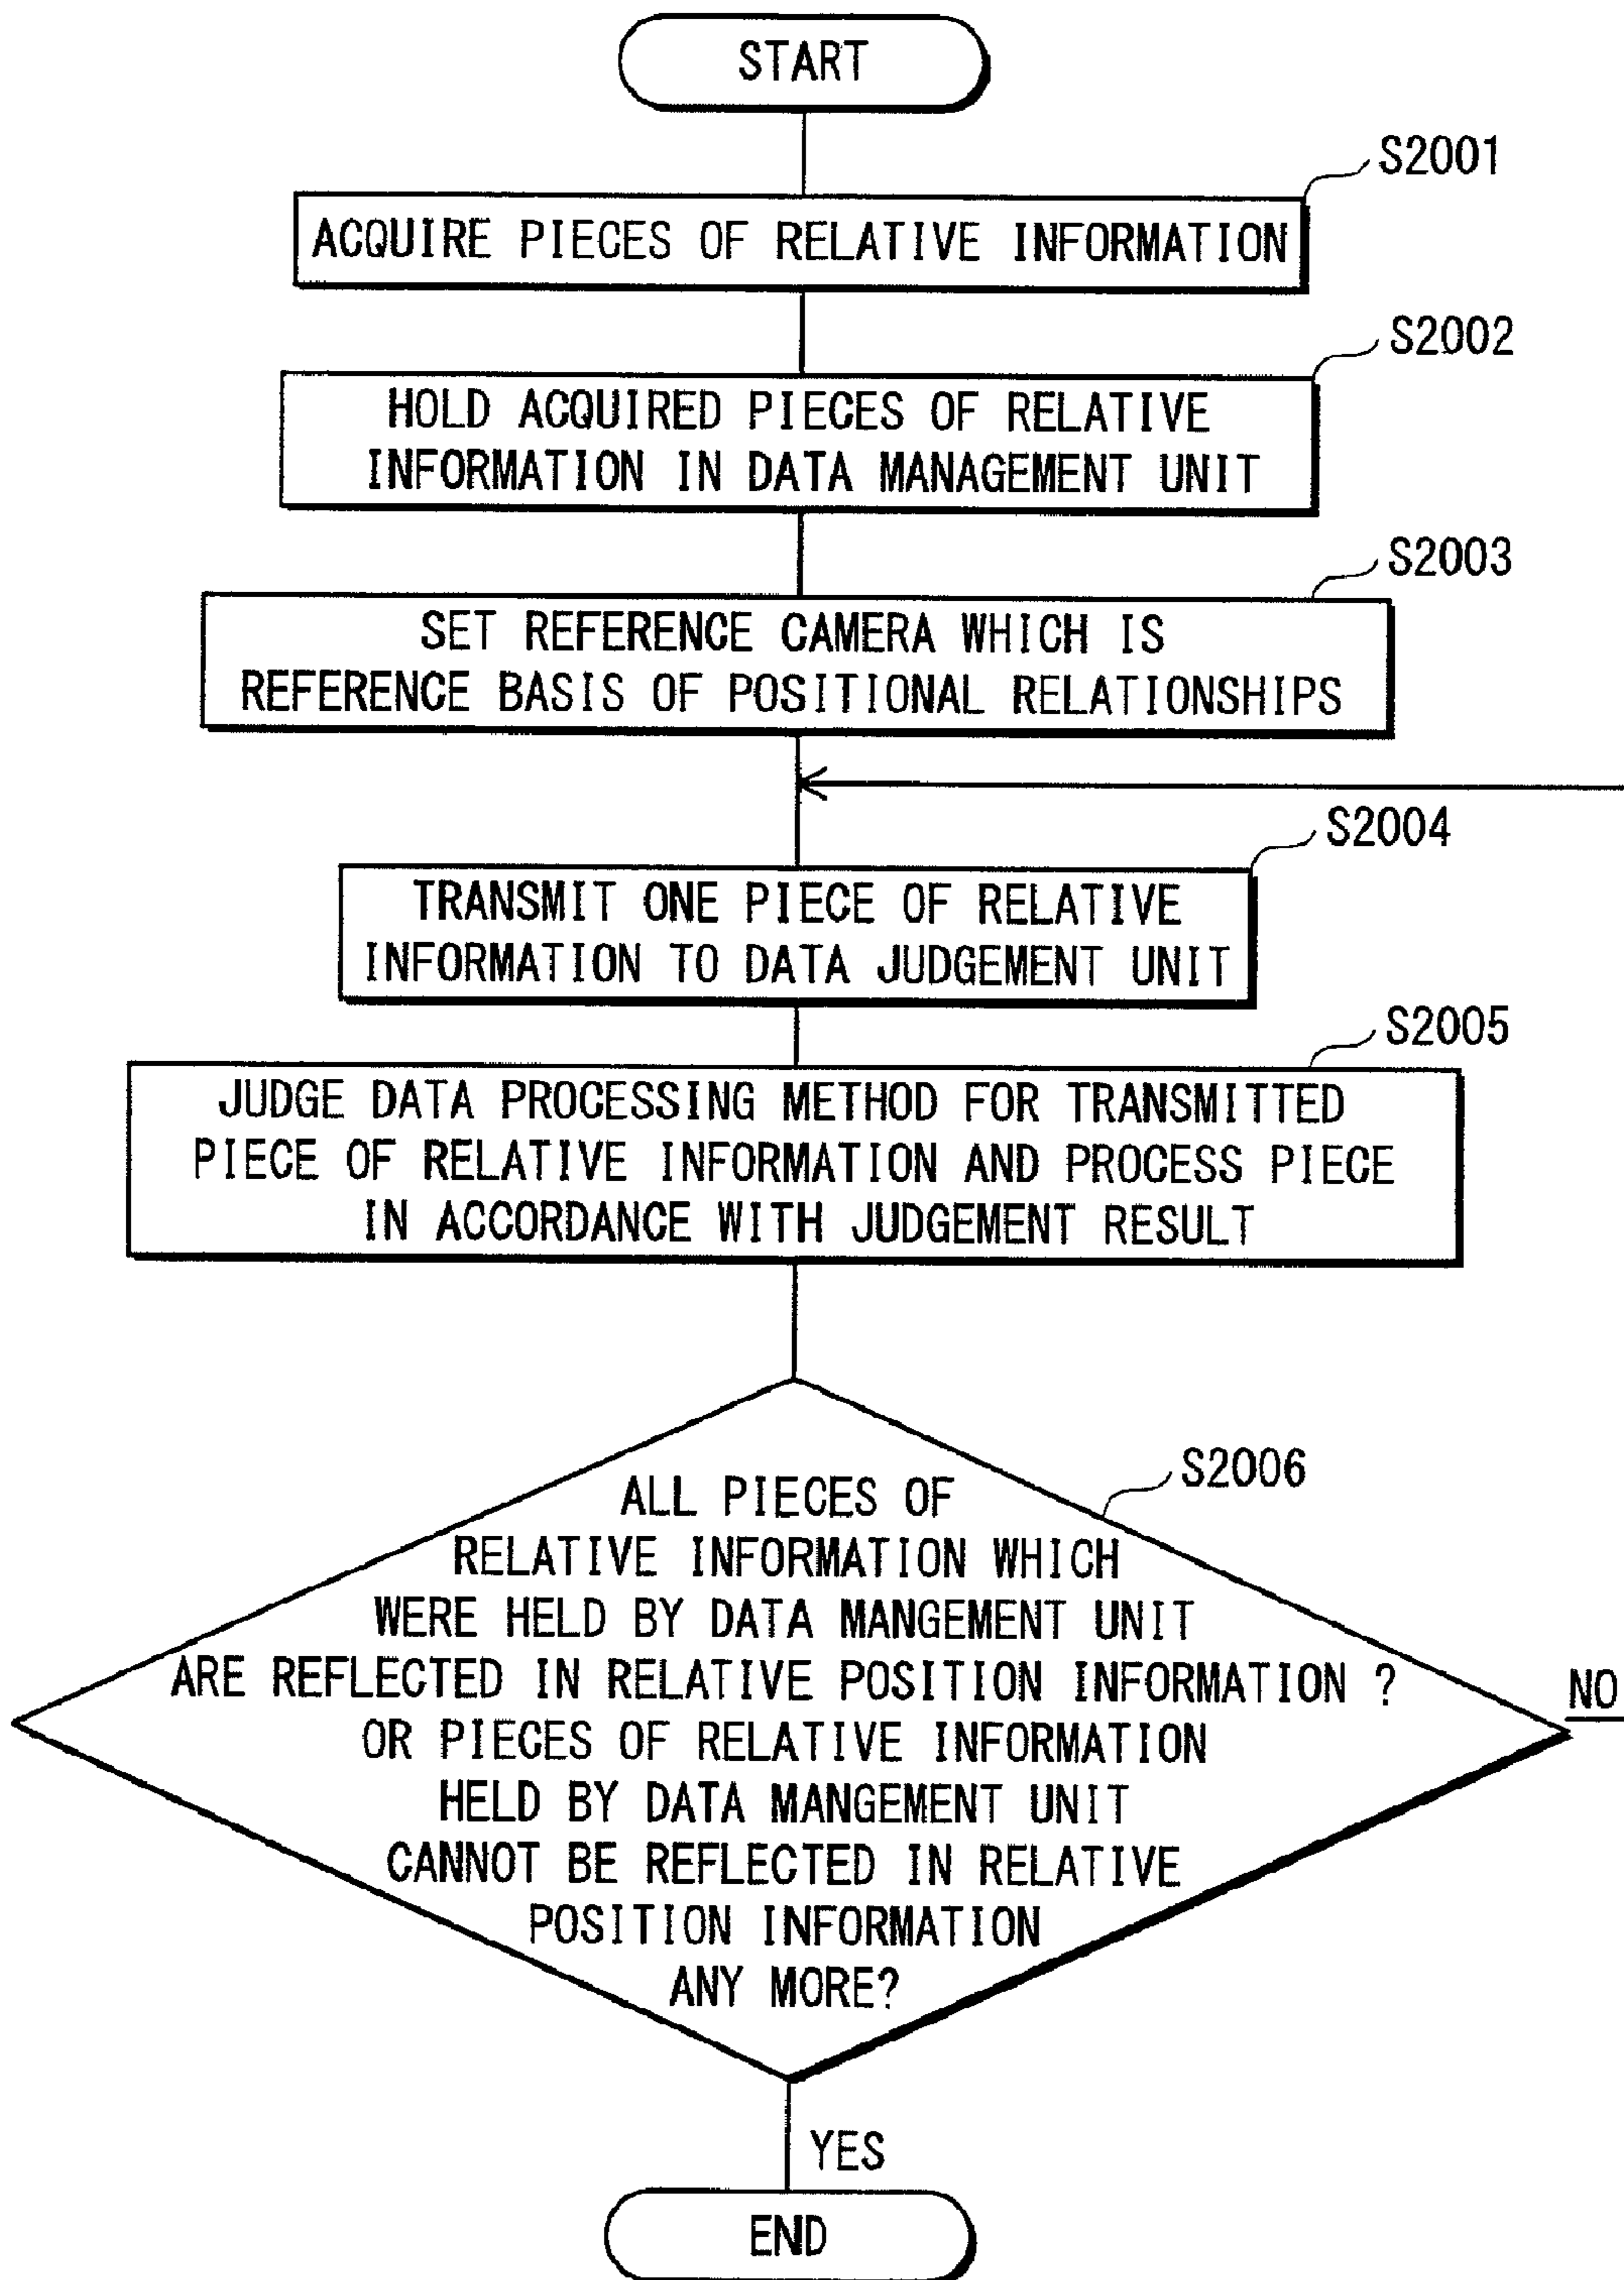 START
S2001
ACQUIRE PIECES OF RELATIVE INFORMATION
S2002
HOLD ACQUIRED PIECES OF RELATIVE
INFORMATION IN DATA MANAGEMENT UNIT
S2003
SET REFERENCE CAMERA WHICH IS
REFERENCE BASIS OF POSITIONAL RELATIONSHIPS
S2004
TRANSMIT ONE PIECE OF RELATIVE
INFORMATION TO DATA JUDGEMENT UNIT
S2005
JUDGE DATA PROCESSING METHOD FOR TRANSMITTED
PIECE OF RELATIVE INFORMATION AND PROCESS PIECE
IN ACCORDANCE WITH JUDGEMENT RESULT
S2006
ALL PIECES OF
RELATIVE INFORMATION WHICH
WERE HELD BY DATA MANGEMENT UNIT
ARE REFLECTED IN RELATIVE POSITION INFORMATION ?
OR PIECES OF RELATIVE INFORMATION
HELD BY DATA MANGEMENT UNIT
CANNOT BE REFLECTED IN RELATIVE
POSITION INFORMATION
ANY MORE?
NO
YES
END